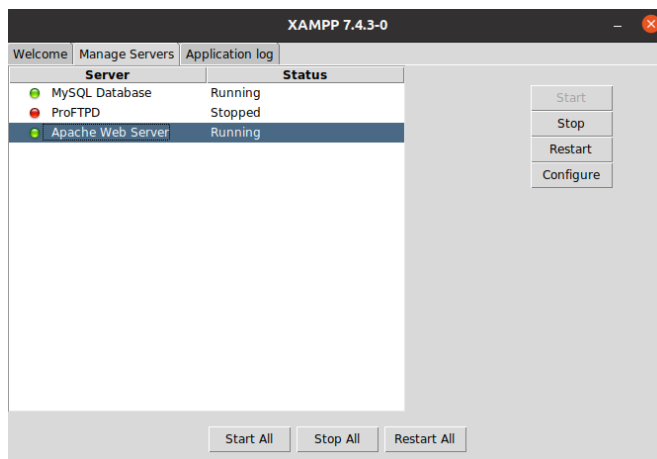 XAMPP 7.4.3-0
Welcome Manage Servers Application log
Server Status
MySQL Database Running
ProFTPD Stopped
Apache Web Server Running
Start
Stop
Restart
Configure
Start All Stop All Restart All